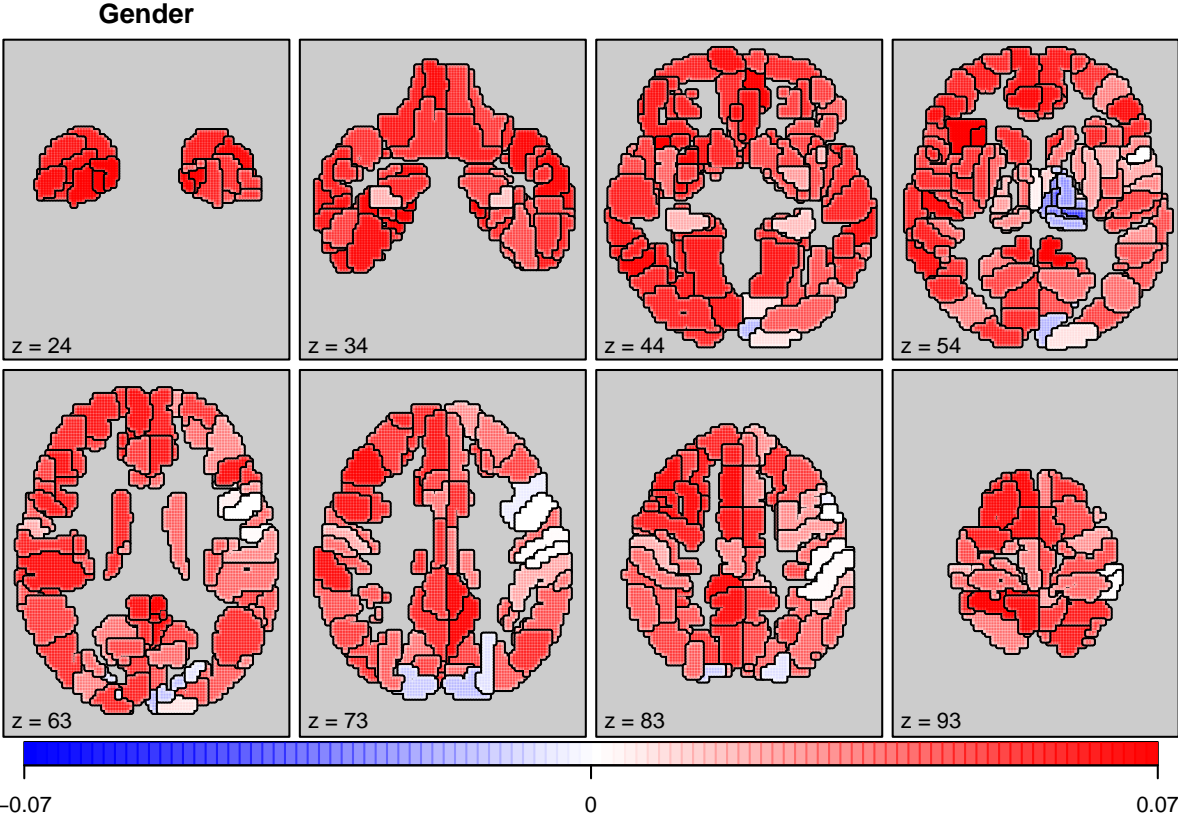 Gender
z = 24
z = 34
z = 44
z = 54
z = 63
z = 73
z = 83
z = 93
−0.07
0
0.07